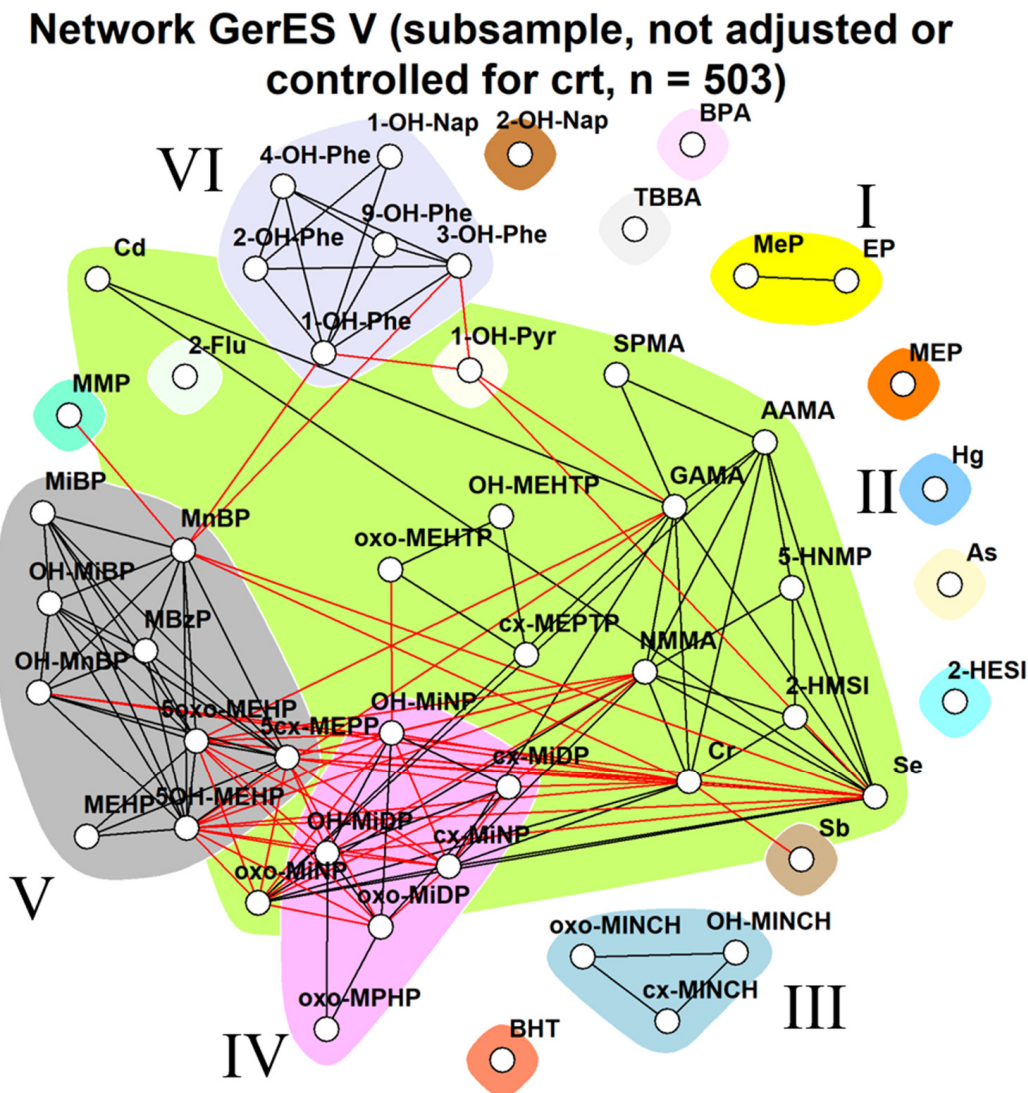 Network GerES V (subsample, not adjusted or
controlled for crt, n = 503)
BPA
1-OH-Nap
2-OH-Nap
4-OH-Phe
VI
TBBA
I
9-OH-Phe
2-OH-Phe
3-OH-Phe
Cd
MeP
EP
1-OH-Phe
1-OH-Pyr
2-Flu
SPMA
MEP
MMP
AAMA
Hg
II
GAMA
OH-MEHTP
MiBP
MnBP
oxo-MEHTP
5-HNMP
As
OH-MiBP
MBzP
cx-MEPTP
NMMA
OH-MnBP
2-HESI
2-HMSI
OH-MiNP
5oxo-MEHP
5cx-MEPP
cx-MiDP
Cr
Se
MEHP
5OH-MEHP
OH-MiDP
cx-MiNP
Sb
V
oxo-MiNP
oxo-MiDP
oxo-MINCH
OH-MINCH
cx-MINCH
III
oxo-MPHP
IV
BHT